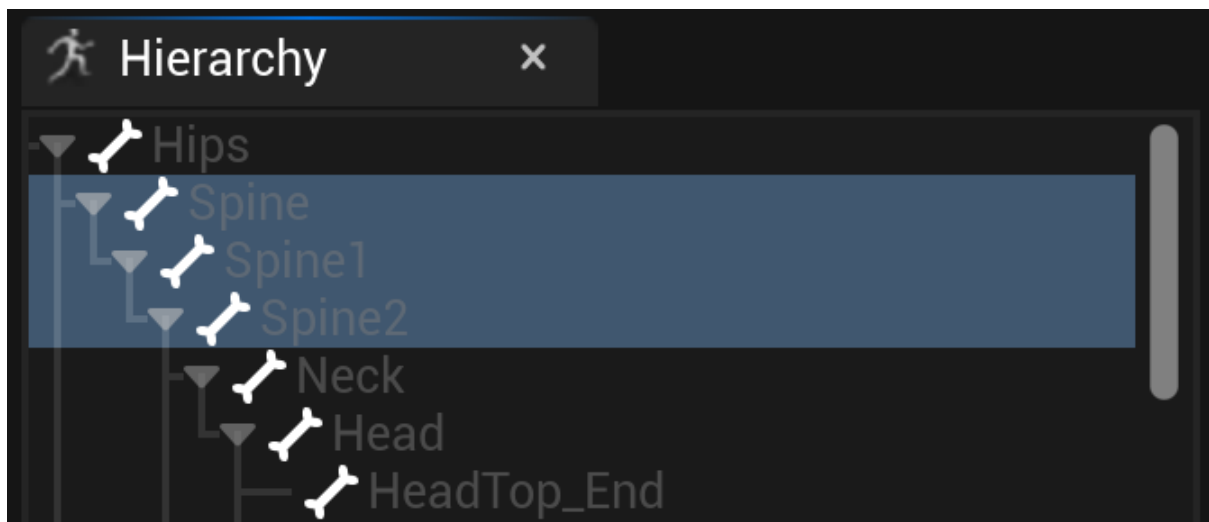 Hierarchy
Hips
Spine
Spine1
Spine2
Neck
Head
HeadTop_End